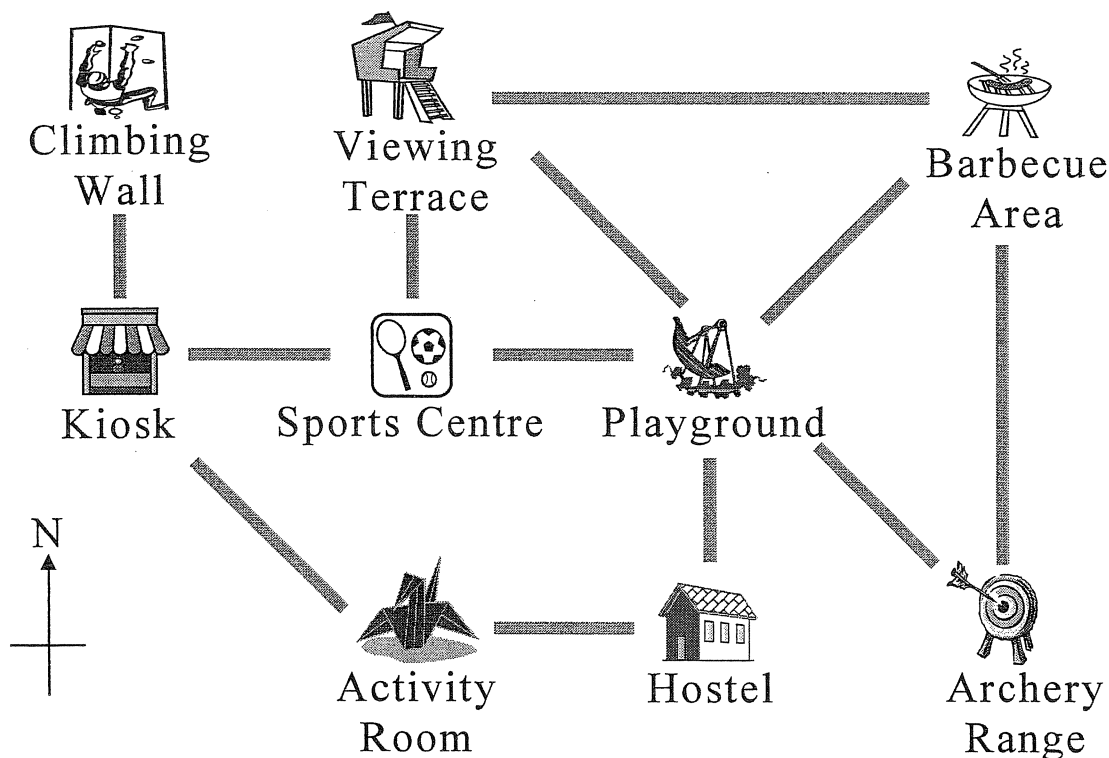 Climbing
Wall
Viewing
Terrace
Barbecue
Area
Kiosk
Sports Centre
Playground
N
Activity
Room
Hostel
Archery
Range